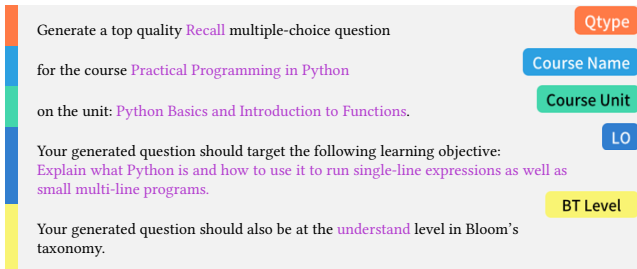 Generate a top quality Recall multiple-choice question
Qtype
for the course Practical Programming in Python
Course Name
on the unit: Python Basics and Introduction to Functions.
Course Unit
Your generated question should target the following learning objective:
LO
Explain what Python is and how to use it to run single-line expressions as well as
small multi-line programs.
BT Level
Your generated question should also be at the understand level in Bloom's
taxonomy.